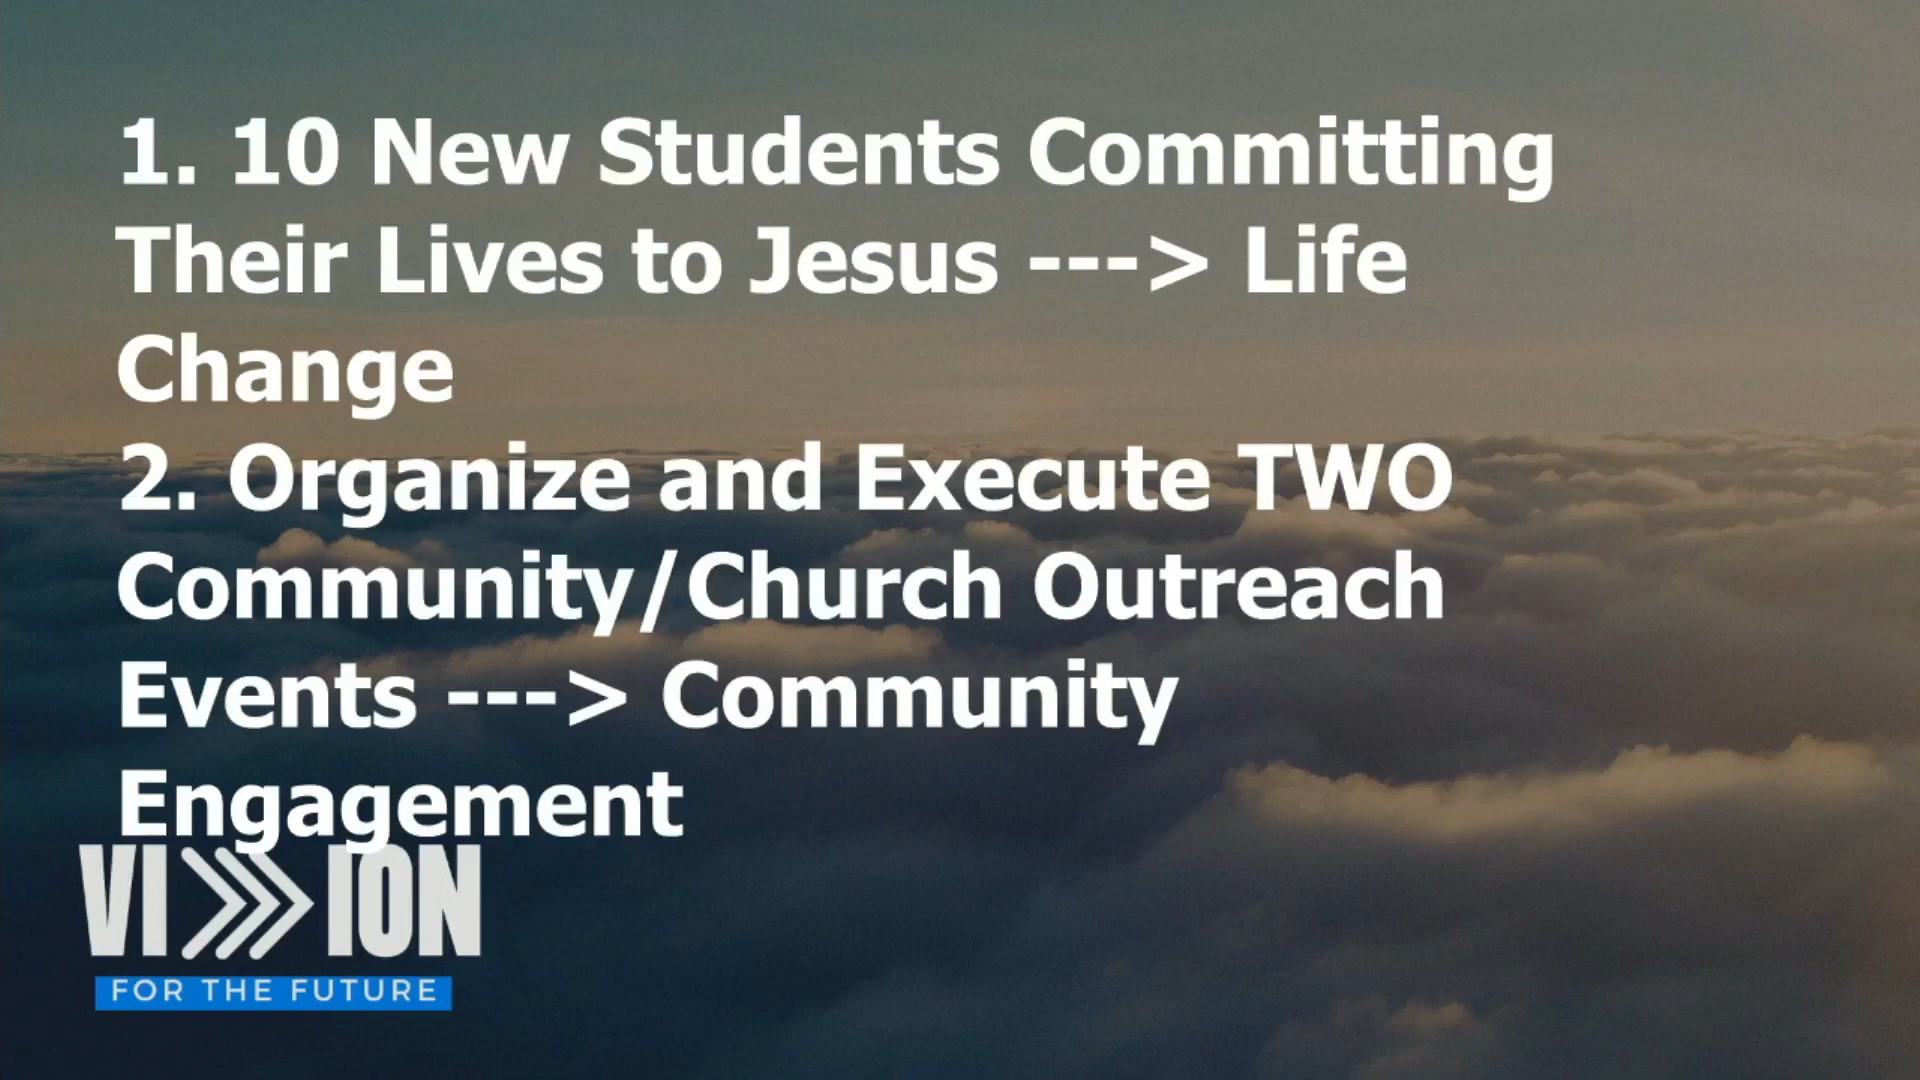 1. 10 New Students Committing
Their Lives to Jesus ---> Life
Change
2. Organize and Execute TWO
Community/Church Outreach
Events ---> Community
Engagement
VI>>>ION
FOR THE FUTURE